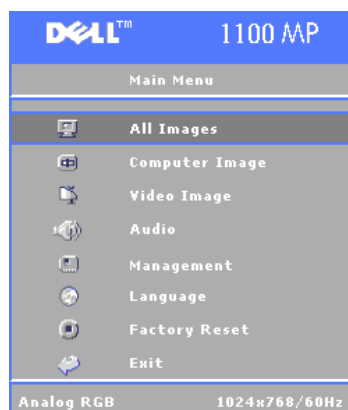 DELL™ 1100 MP
Main Menu
All Images
Computer Image
Video Image
Audio
Management
Language
Factory Reset
Exit
Analog RGB 1024x768/60Hz